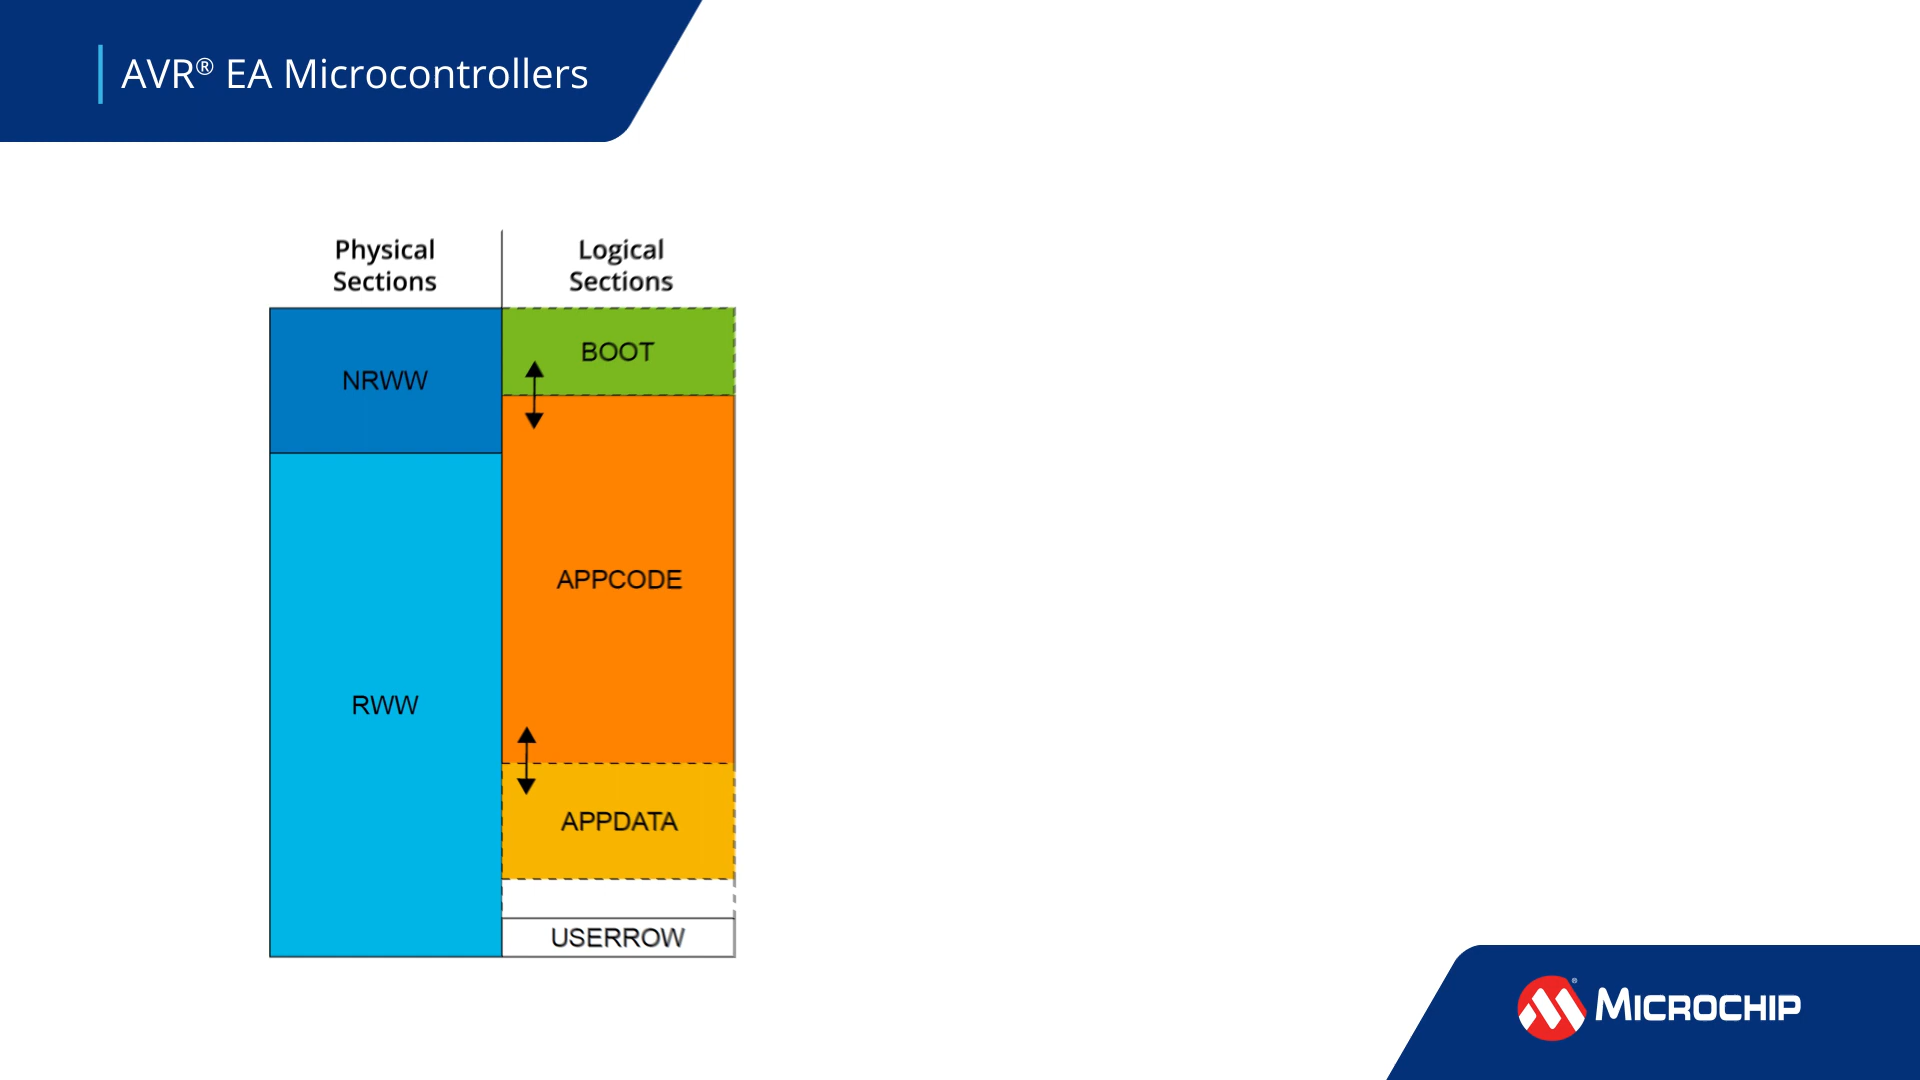 AVR® EA Microcontrollers
Physical
Sections
Logical
Sections
BOOT
NRWW
APPCODE
RWW
APPDATA
USERROW
MICROCHIP
®